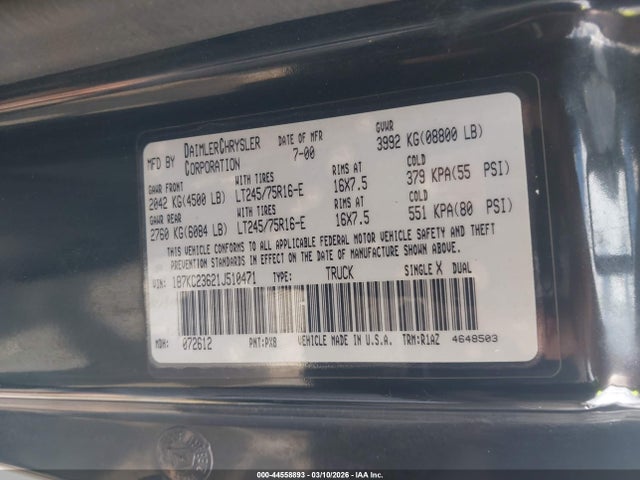 MFD BY DAIMLERCHRYSLER CORPORATION DATE OF MFR 7-00 GVWR 3992 KG(08800 LB)
GAWR FRONT WITH TIRES RIMS AT COLD
2042 KG(4500 LB) LT245/75R16-E 16X7.5 379 KPA(55 PSI)
GAWR REAR WITH TIRES RIMS AT COLD
2760 KG(6084 LB) LT245/75R16-E 16X7.5 551 KPA(80 PSI)
THIS VEHICLE CONFORMS TO ALL APPLICABLE FEDERAL MOTOR VEHICLE SAFETY AND THEFT
PREVENTION STANDARDS IN EFFECT ON THE DATE OF MANUFACTURE SHOWN ABOVE.
VIN: 1B7KC23621J510471 TYPE: TRUCK SINGLE X DUAL
MDH: 072612 PNT:PX8 VEHICLE MADE IN U.S.A. TRM:R1AZ 4648503
000-44558893 - 03/10/2026 - IAA Inc.